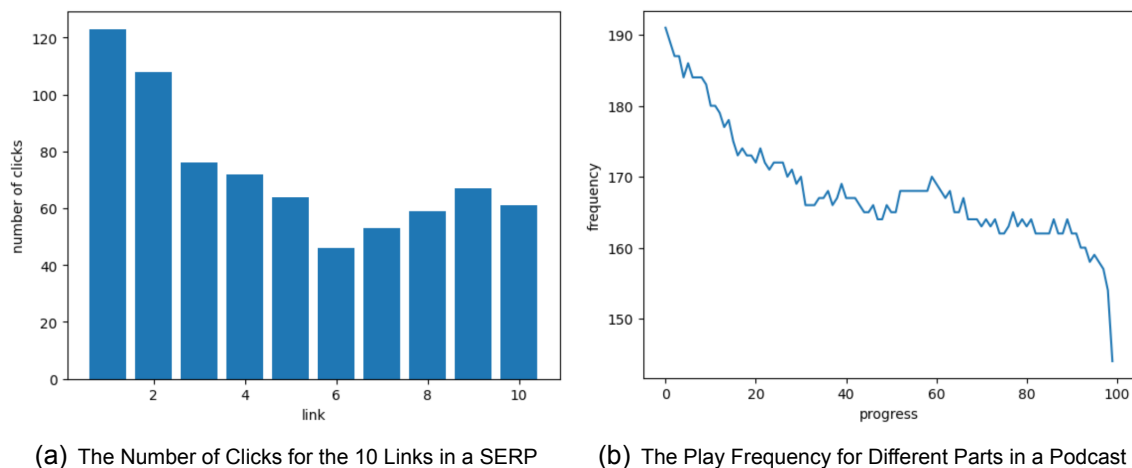 120
100
80
60
40
20
0
number of clicks
2 4 6 8 10
link
(a) The Number of Clicks for the 10 Links in a SERP
190
180
170
160
150
frequency
0 20 40 60 80 100
progress
(b) The Play Frequency for Different Parts in a Podcast